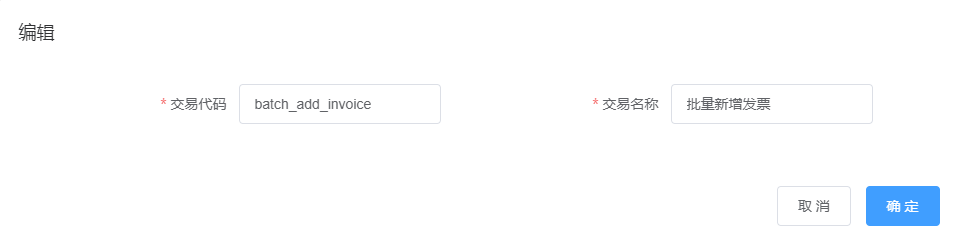 编辑
* 交易代码 batch_add_invoice * 交易名称 批量新增发票
取消 确定